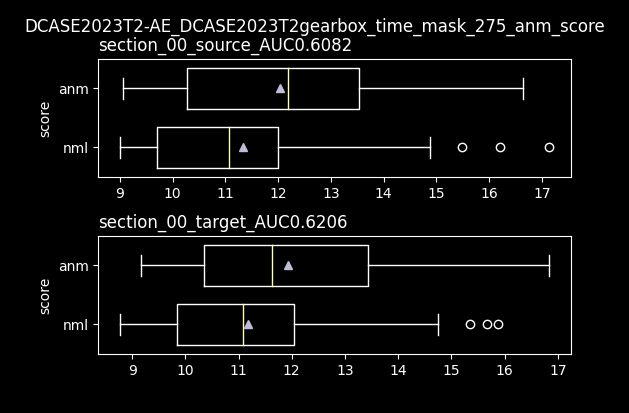 DCASE2023T2-AE_DCASE2023T2gearbox_time_mask_275_anm_score
section_00_source_AUC0.6082
anm
nml
score
9 10 11 12 13 14 15 16 17
section_00_target_AUC0.6206
anm
nml
score
9 10 11 12 13 14 15 16 17